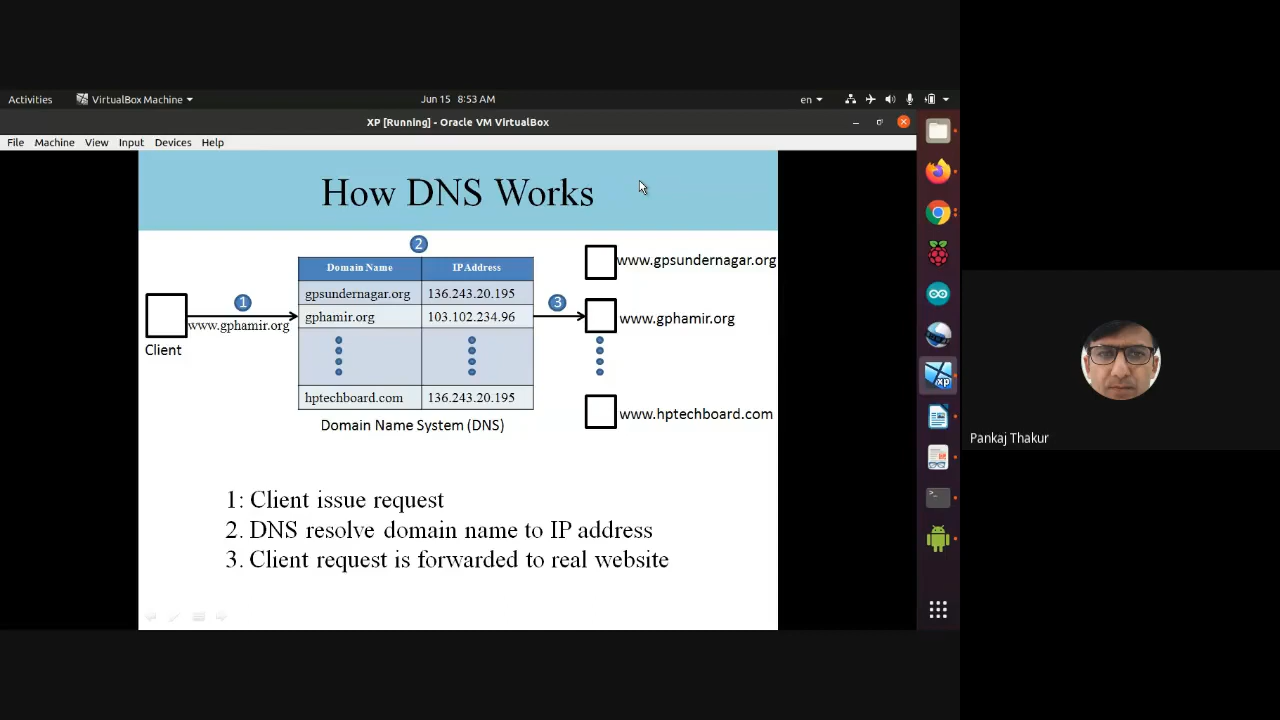 Activities VirtualBox Machine Jun 15 8:53 AM en
XP [Running] - Oracle VM VirtualBox
File Machine View Input Devices Help
How DNS Works
2
Domain Name IP Address
www.gpsundernagar.org
gpsundernagar.org 136.243.20.195
1
3
gphamir.org 103.102.234.96
www.gphamir.org
www.gphamir.org
Client
hptechboard.com 136.243.20.195
www.hptechboard.com
Domain Name System (DNS)
1: Client issue request
2. DNS resolve domain name to IP address
3. Client request is forwarded to real website
xp
Pankaj Thakur